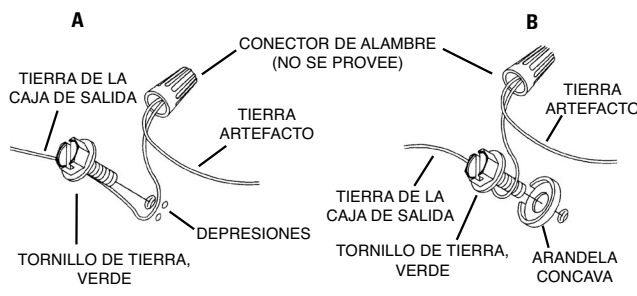 A
B
CONECTOR DE ALAMBRE
(NO SE PROVEE)
TIERRA DE LA
CAJA DE SALIDA
TIERRA
ARTEFACTO
TIERRA
ARTEFACTO
TIERRA DE LA
CAJA DE SALIDA
DEPRESIONES
TORNILLO DE TIERRA,
VERDE
TORNILLO DE TIERRA,
VERDE
ARANDELA
CONCAVA